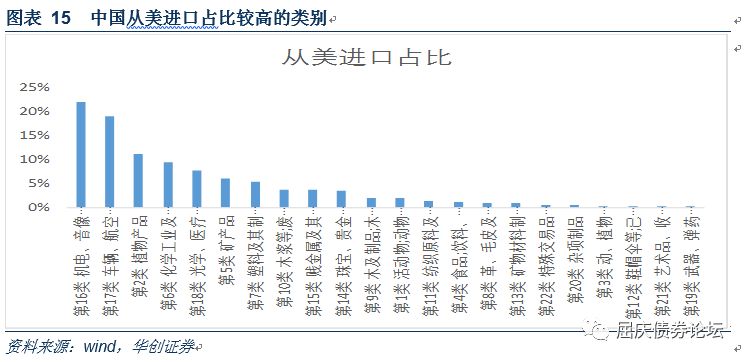 图表 15 中国从美进口占比较高的类别
从美进口占比
25%
20%
15%
10%
5%
0%
第16类 机电、音像…
第17类 车辆、航空…
第2类 植物产品
第6类 化学工业及…
第18类 光学、医疗…
第5类 矿产品
第7类 塑料及其制…
第10类 木浆等;废…
第15类 贱金属及其…
第14类 珠宝、贵金…
第9类 木及制品木…
第1类 活动物;动物…
第11类 纺织原料及…
第4类 食品;饮料、…
第8类 革、毛皮及…
第13类 矿物材料制…
第22类 特殊交易品…
第20类 杂项制品
第3类 动、植物…
第12类 鞋帽伞等;已…
第21类 艺术品、收…
第19类 武器、弹药…
屈庆债券论坛
资料来源：wind，华创证券